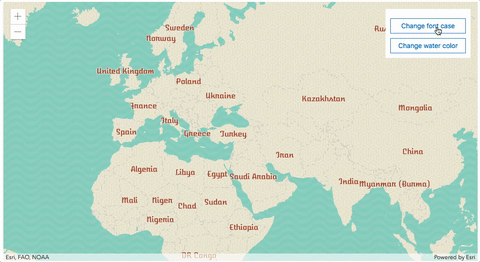 +
Sweden
Ru
Change font case
−
Norway
Change water color
United Kingdom
Poland
Ukraine
Kazakhstan
France
Mongolia
Italy
Spain
Greece
Turkey
China
Iran
Algeria
Libya
Egypt
Saudi Arabia
India
Myanmar (Burma)
Mali
Niger
Chad
Sudan
Nigeria
Ethiopia
DR Congo
Esri, FAO, NOAA
Powered by Esri